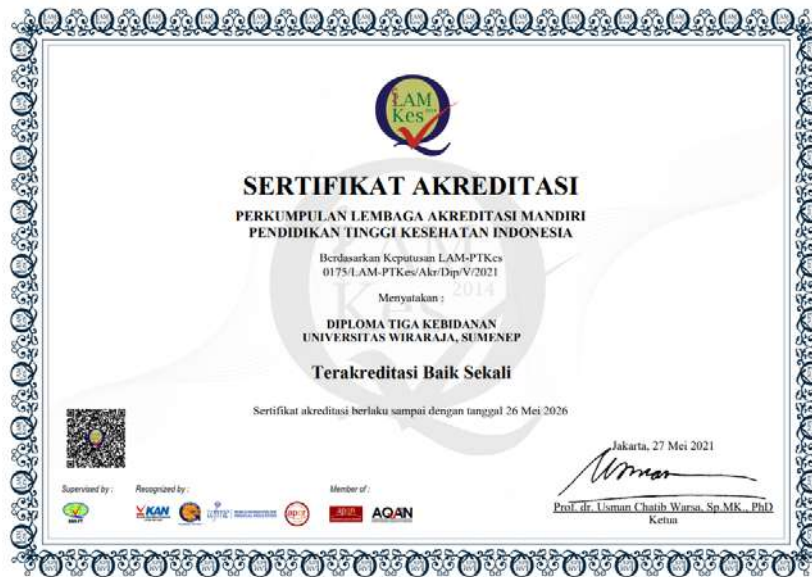 LAM
Kes
SERTIFIKAT AKREDITASI
PERKUMPULAN LEMBAGA AKREDITASI MANDIRI
PENDIDIKAN TINGGI KESEHATAN INDONESIA
Berdasarkan Keputusan LAM-PTKes
0175/LAM-PTKes/Akr/Dip/V/2021
2014
Menyatakan :
DIPLOMA TIGA KEBIDANAN
UNIVERSITAS WIRARAJA, SUMENEP
Terakreditasi Baik Sekali
Sertifikat akreditasi berlaku sampai dengan tanggal 26 Mei 2026
Jakarta, 27 Mei 2021
Prof. dr. Usman Chatib Warsa, Sp.MK., PhD
Ketua
Supervised by :
Recognized by :
Member of :
KAN
wfme
AQAN